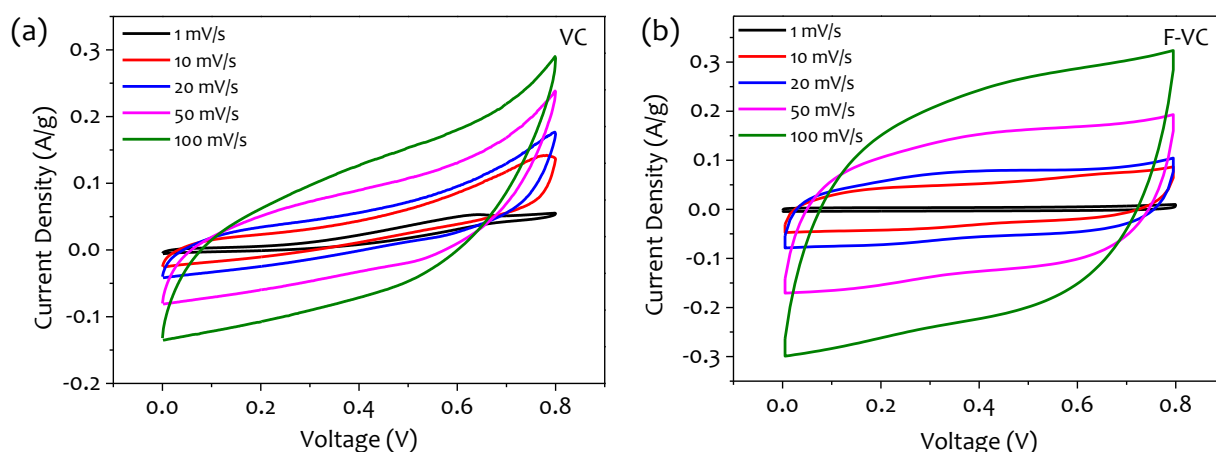 (a)
VC
1 mV/s
10 mV/s
20 mV/s
50 mV/s
100 mV/s
0.3
0.2
0.1
0.0
-0.1
-0.2
Current Density (A/g)
0.0 0.2 0.4 0.6 0.8
Voltage (V)
(b)
F-VC
1 mV/s
10 mV/s
20 mV/s
50 mV/s
100 mV/s
0.3
0.2
0.1
0.0
-0.1
-0.2
-0.3
Current Density (A/g)
0.0 0.2 0.4 0.6 0.8
Voltage (V)